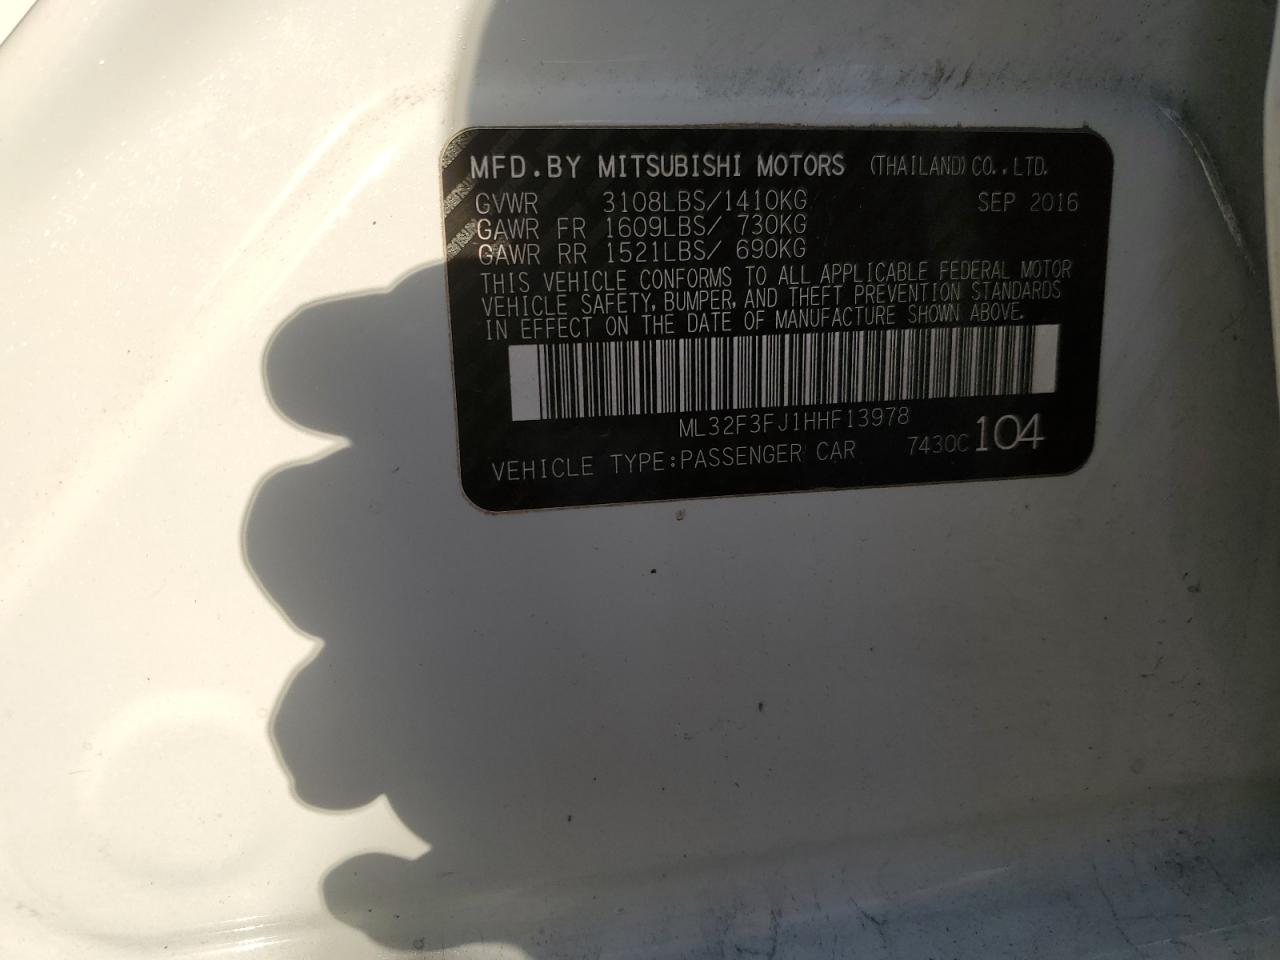 MFD.BY MITSUBISHI MOTORS (THAILAND) CO.,LTD.
GVWR 3108LBS/1410KG SEP 2016
GAWR FR 1609LBS/ 730KG
GAWR RR 1521LBS/ 690KG
THIS VEHICLE CONFORMS TO ALL APPLICABLE FEDERAL MOTOR
VEHICLE SAFETY, BUMPER, AND THEFT PREVENTION STANDARDS
IN EFFECT ON THE DATE OF MANUFACTURE SHOWN ABOVE.
ML32F3FJ1HHF13978
VEHICLE TYPE:PASSENGER CAR 7430C 104